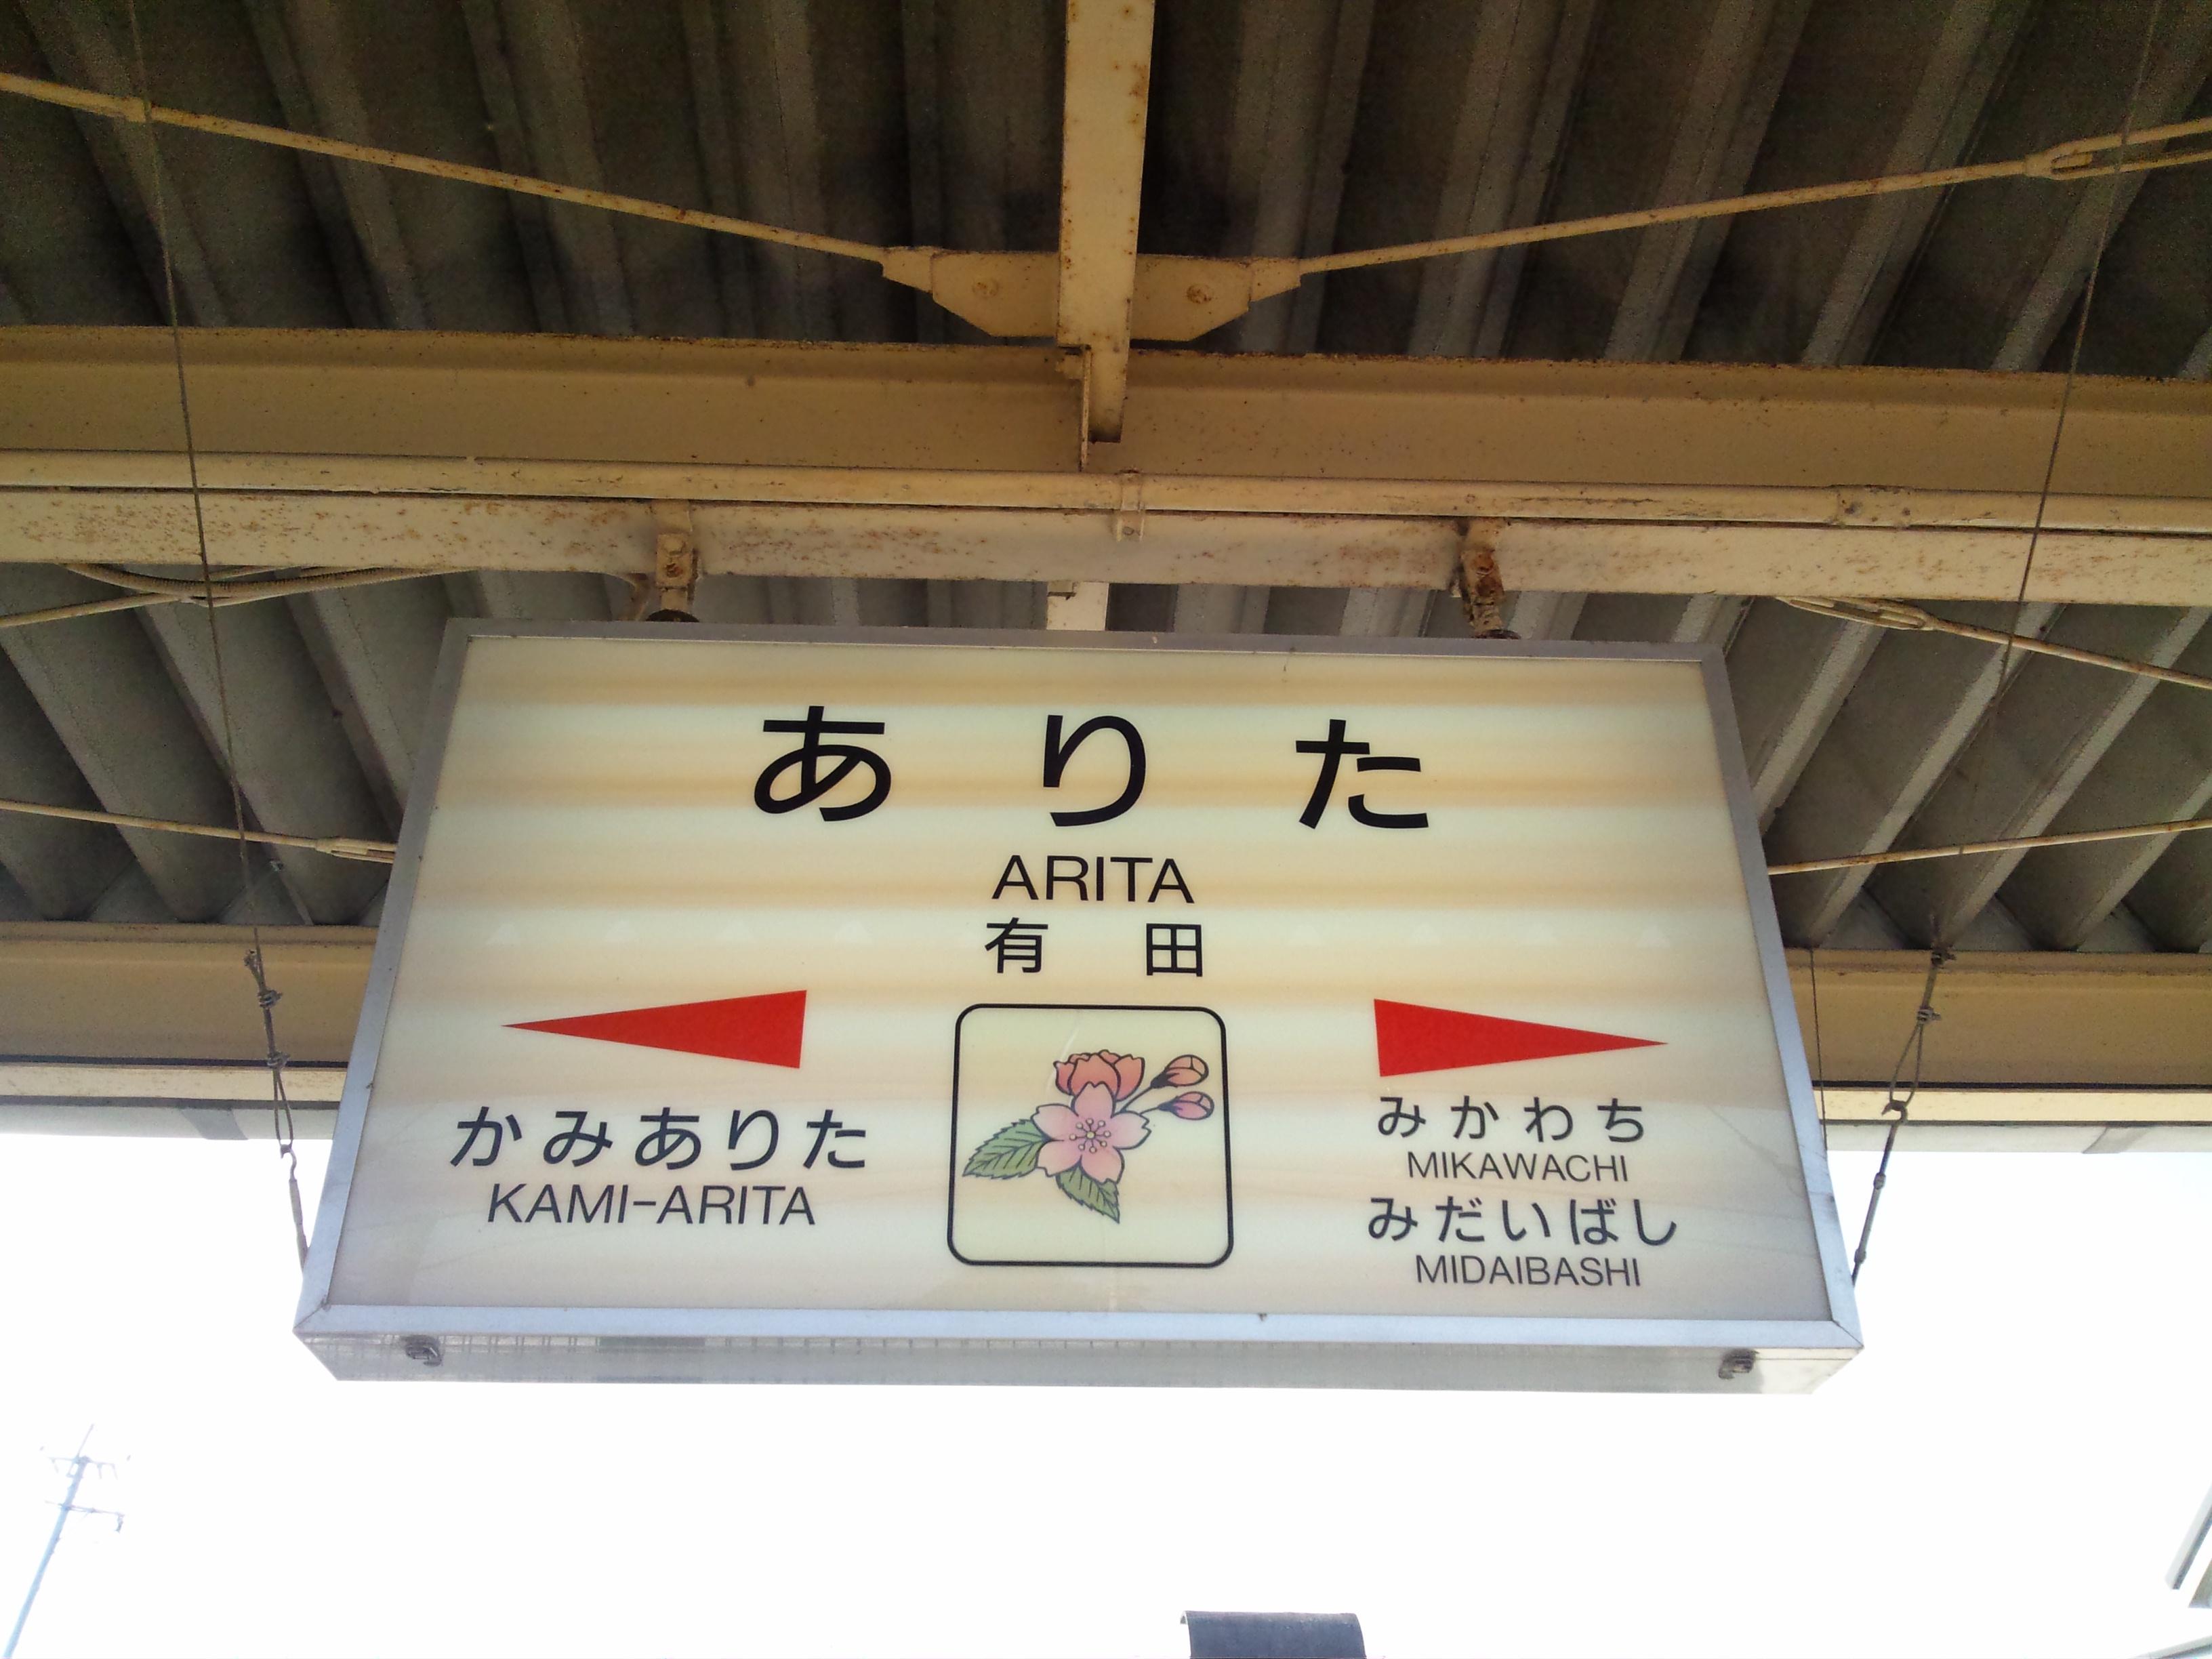 あ り た
ARITA
有 田
かみありた
KAMI-ARITA
みかわち
MIKAWACHI
みだいばし
MIDAIBASHI